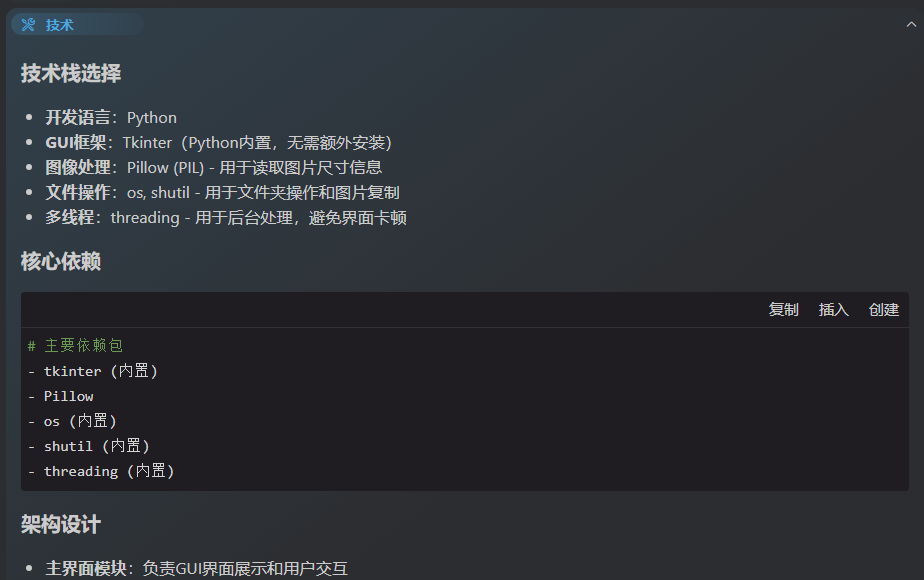 技术
技术栈选择
开发语言：Python
GUI框架：Tkinter（Python内置，无需额外安装）
图像处理：Pillow (PIL) - 用于读取图片尺寸信息
文件操作：os, shutil - 用于文件夹操作和图片复制
多线程：threading - 用于后台处理，避免界面卡顿
核心依赖
复制 插入 创建
# 主要依赖包
- tkinter (内置)
- Pillow
- os (内置)
- shutil (内置)
- threading (内置)
架构设计
主界面模块：负责GUI界面展示和用户交互